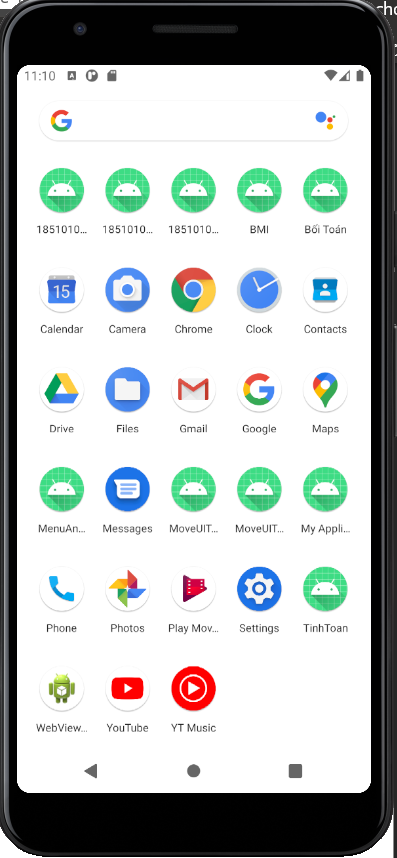 cho
11:10
1851010... 1851010... 1851010... BMI Bối Toán
15
Calendar Camera Chrome Clock Contacts
Drive Files Gmail Google Maps
MenuAn... Messages MoveUIT... MoveUIT... My Appli...
Phone Photos Play Mov... Settings TinhToan
WebView... YouTube YT Music